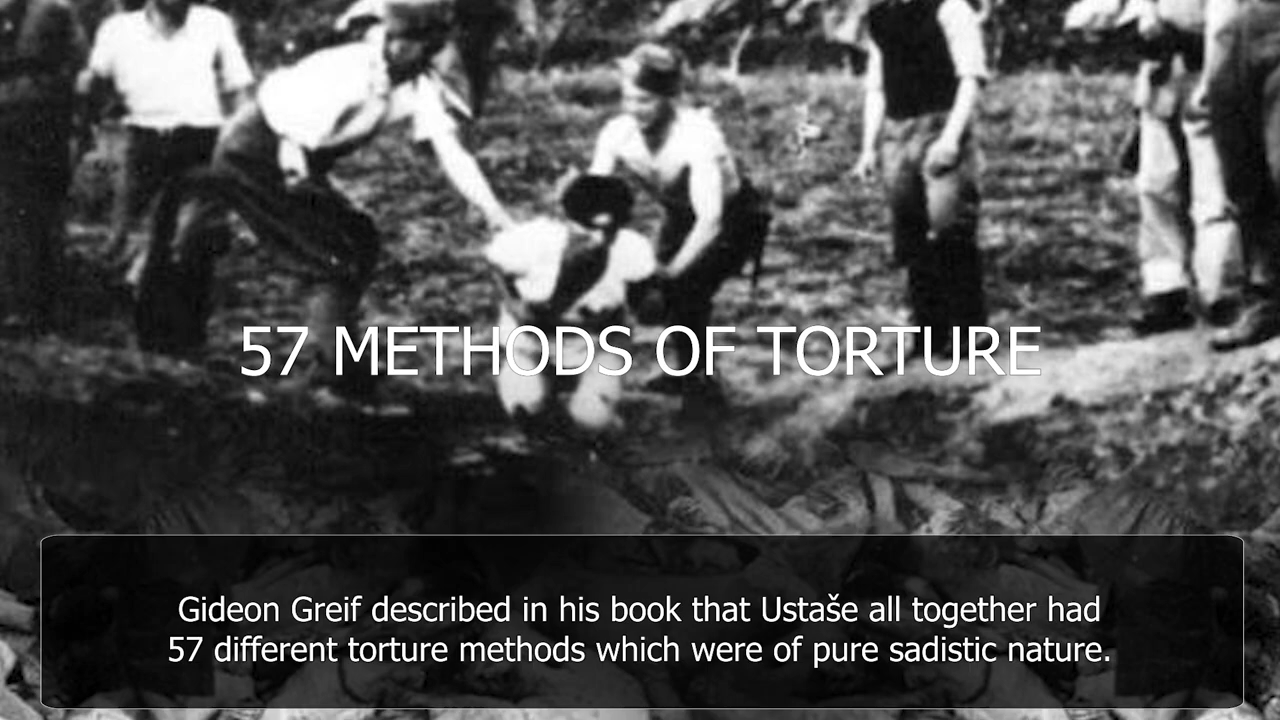 57 METHODS OF TORTURE
Gideon Greif described in his book that Ustaše all together had
57 different torture methods which were of pure sadistic nature.